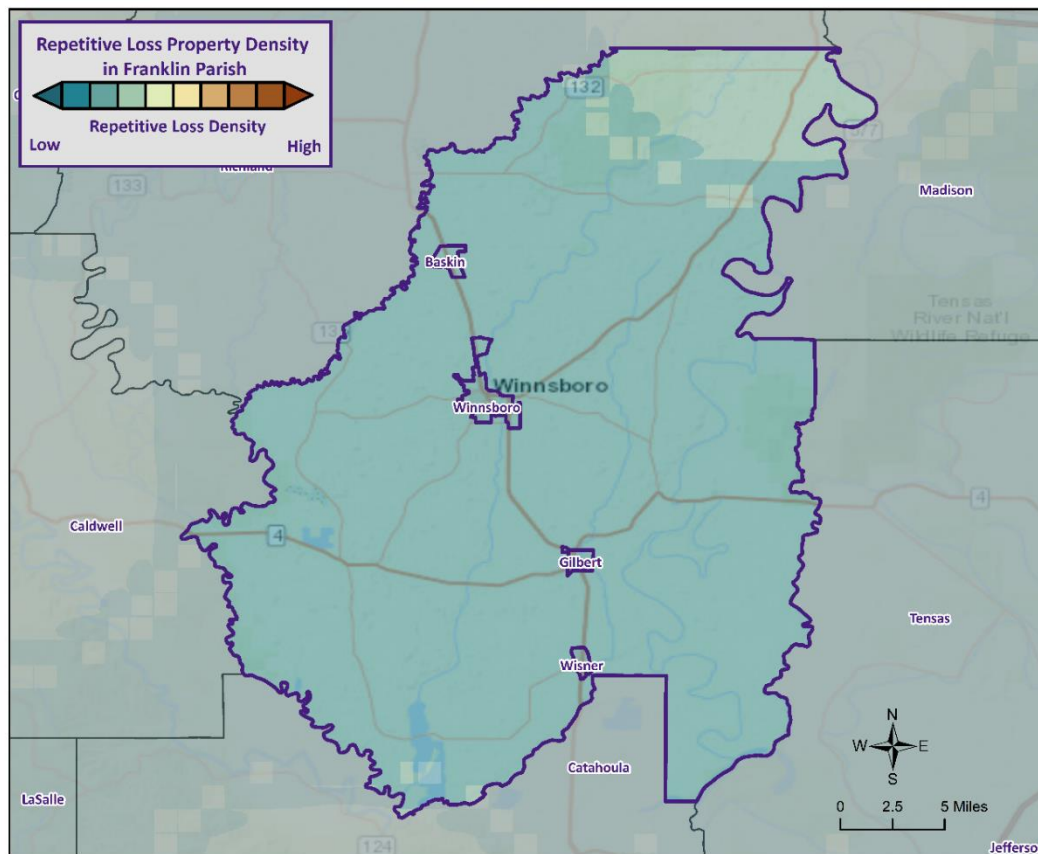 Repetitive Loss Property Density
in Franklin Parish
Repetitive Loss Density
Low
High
132
Richland
133
Madison
Baskin
Tensas
River Nat'l
Wildlife Refuge
Winnsboro
Winnsboro
Caldwell
4
4
Gilbert
Tensas
Wisner
N
W
E
S
Catahoula
LaSalle
0 2.5 5 Miles
124
Jefferso